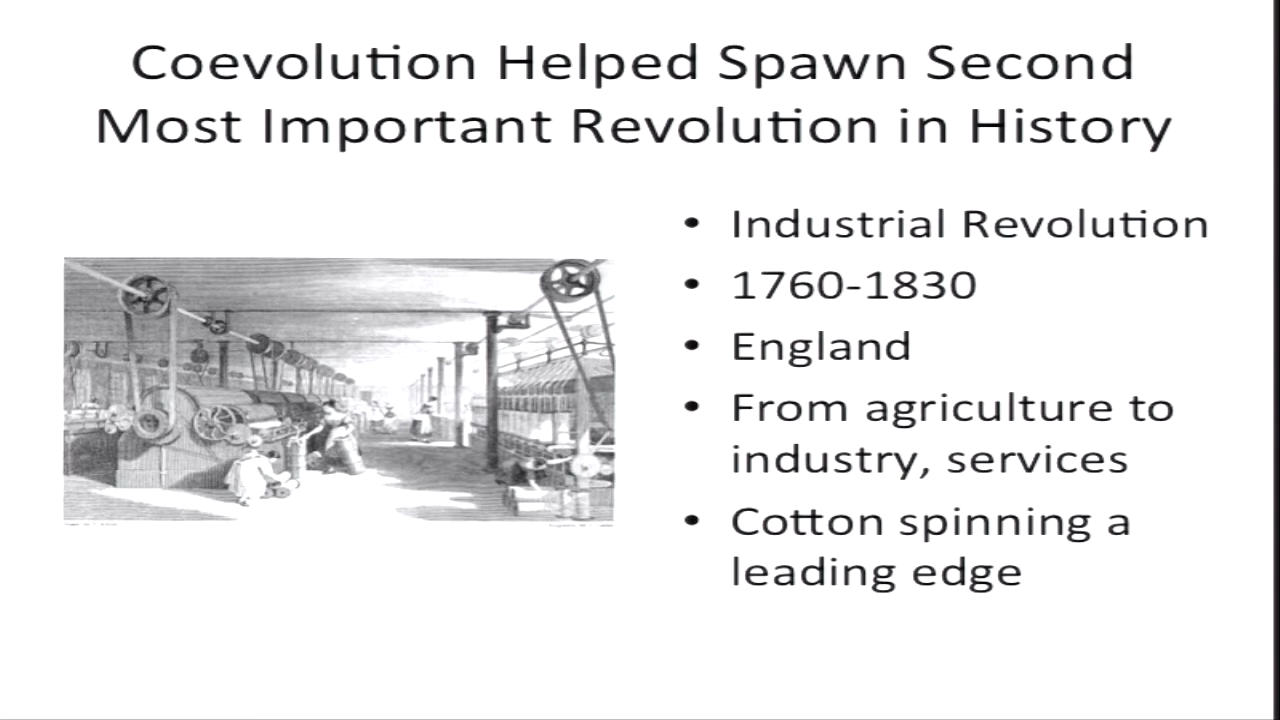 Coevolution Helped Spawn Second
Most Important Revolution in History
• Industrial Revolution
• 1760-1830
• England
• From agriculture to
industry, services
• Cotton spinning a
leading edge